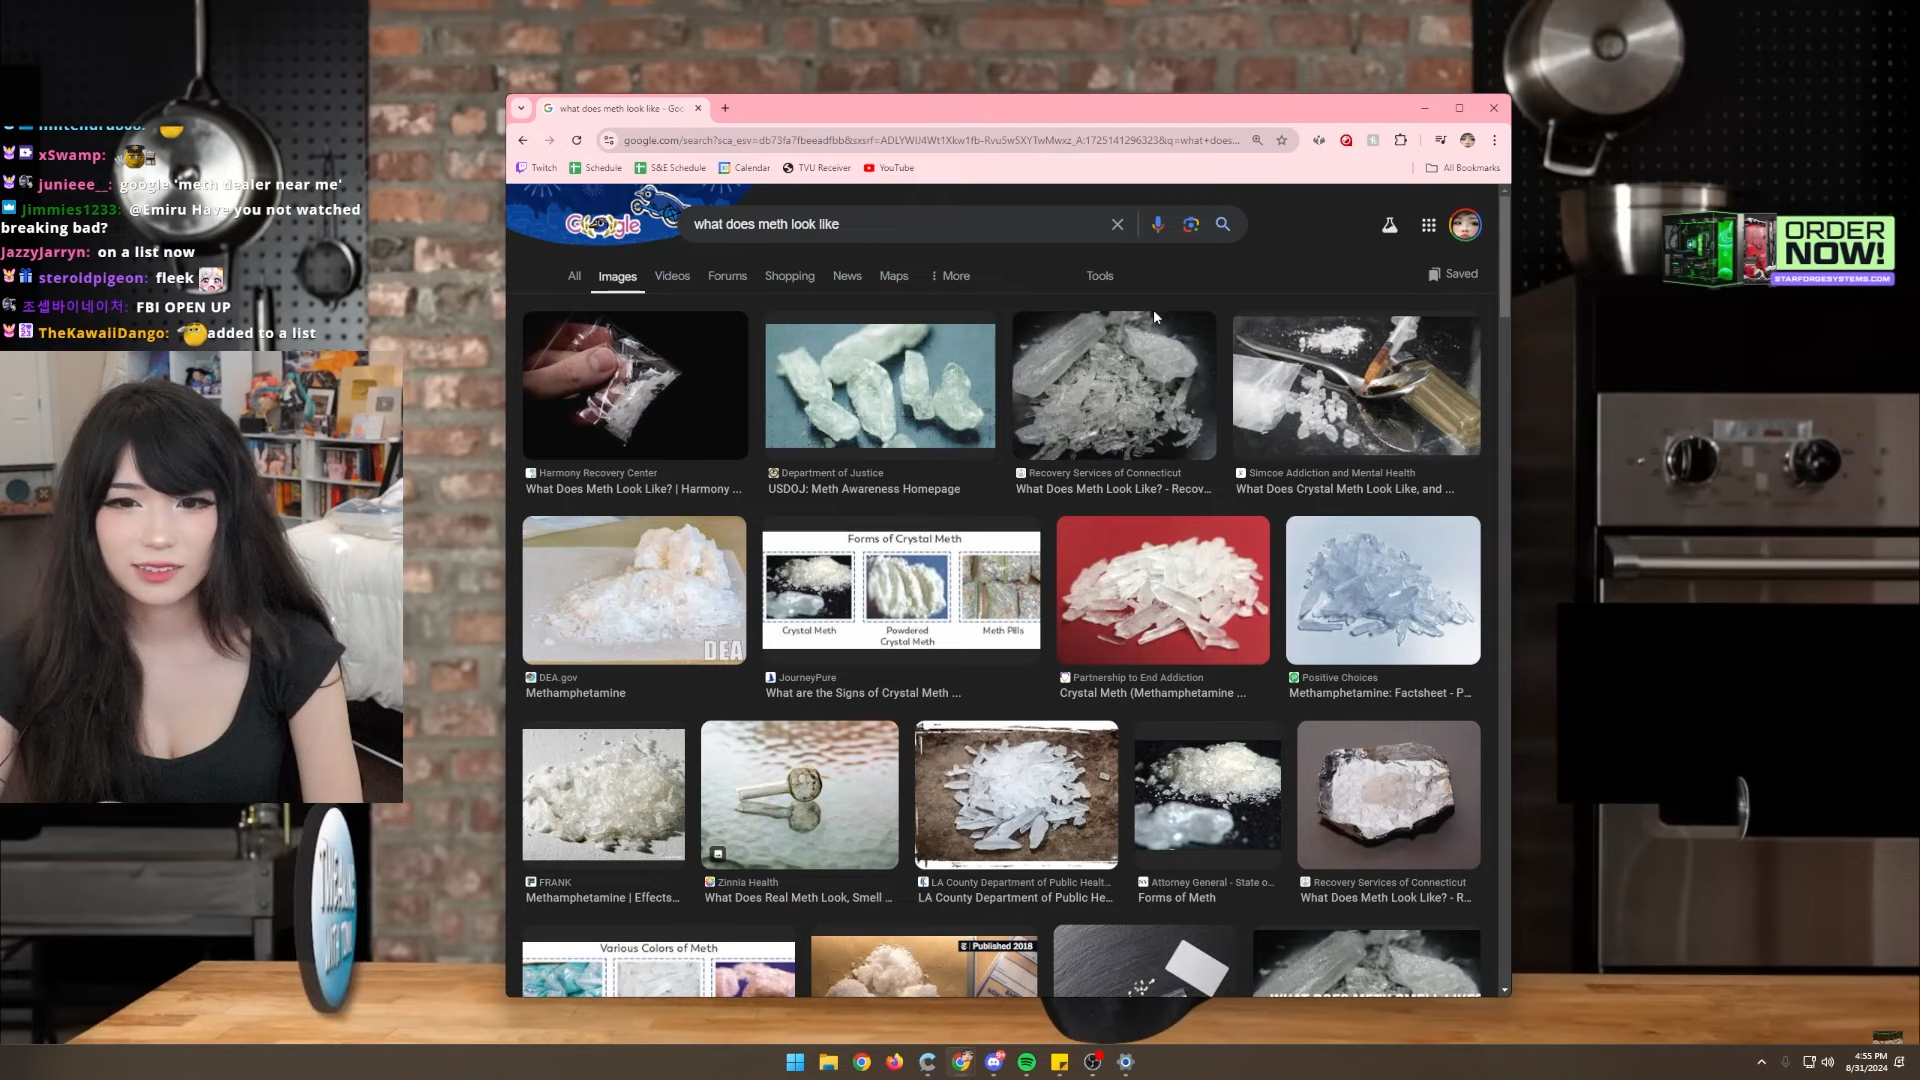 xSwamp:
junieee__: google 'meth dealer near me'
Jimmies1233: @Emiru Have you not watched
breaking bad?
JazzyJarryn: on a list now
steroidpigeon: fleek
조셉바이네이처: FBI OPEN UP
TheKawaiiDango: added to a list
what does meth look like - Goo
google.com/search?sca_esv=db73fa7fbeeadfbb&sxsrf=ADLYWIJ4Wt1Xkw1fb-Rvu5w5XYTwMwxz_A:1725141296323&q=what+does...
Twitch Schedule S&E Schedule Calendar TVU Receiver YouTube All Bookmarks
Google what does meth look like
All Images Videos Forums Shopping News Maps More Tools Saved
ORDER
NOW!
STARFORGESYSTEMS.COM
Harmony Recovery Center
What Does Meth Look Like? | Harmony ...
Department of Justice
USDOJ: Meth Awareness Homepage
Recovery Services of Connecticut
What Does Meth Look Like? - Recov...
Simcoe Addiction and Mental Health
What Does Crystal Meth Look Like, and ...
DEA
DEA.gov
Methamphetamine
Forms of Crystal Meth
Crystal Meth
Powdered
Crystal Meth
Meth Pills
JourneyPure
What are the Signs of Crystal Meth ...
Partnership to End Addiction
Crystal Meth (Methamphetamine ...
Positive Choices
Methamphetamine: Factsheet - P...
FRANK
Methamphetamine | Effects...
Zinnia Health
What Does Real Meth Look, Smell ...
LA County Department of Public Healt...
LA County Department of Public He...
Attorney General - State o...
Forms of Meth
Recovery Services of Connecticut
What Does Meth Look Like? - R...
Various Colors of Meth
Published 2018
WHAT DOES METH SMELL LIKE
4:55 PM
8/31/2024